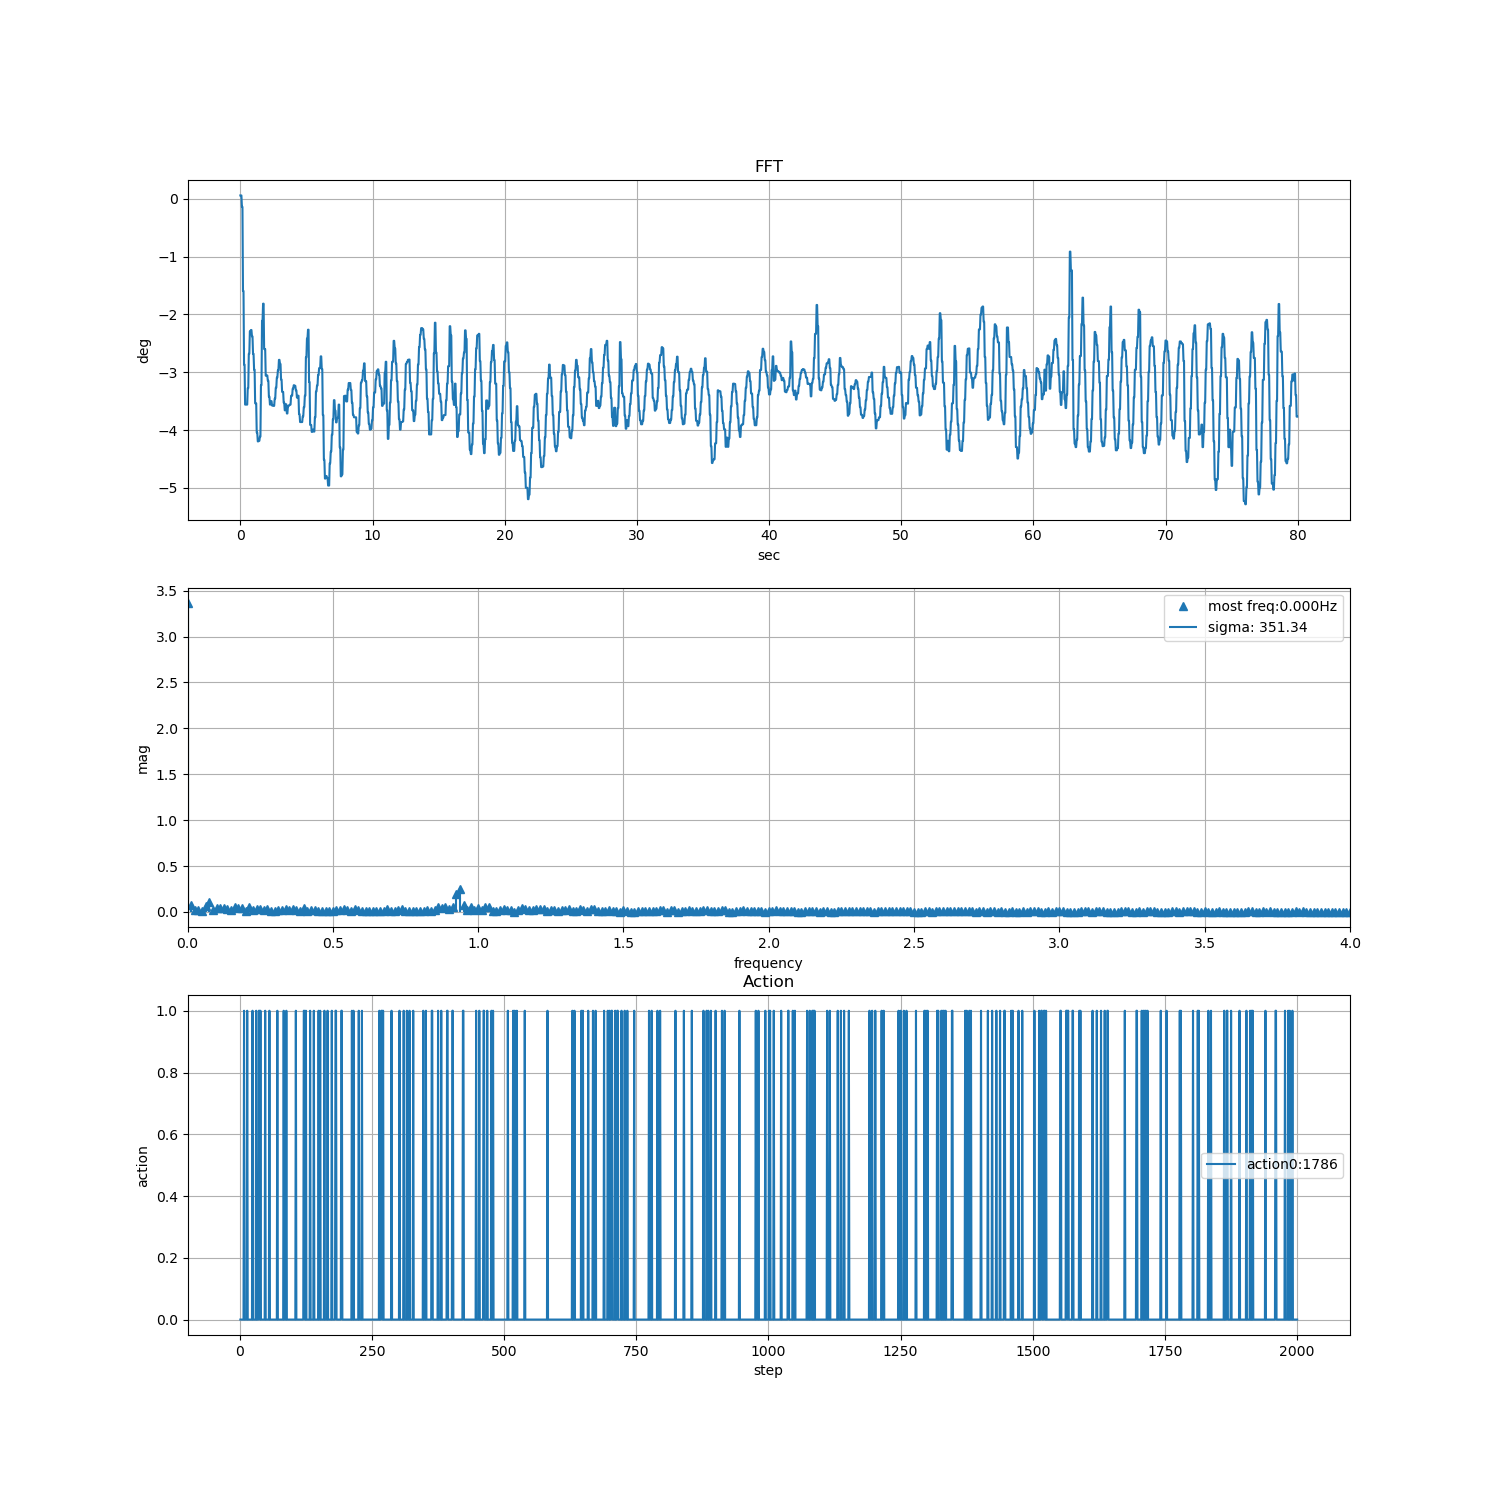 FFT
0
−1
−2
−3
−4
−5
deg
0 10 20 30 40 50 60 70 80
sec
3.5
3.0
2.5
2.0
1.5
1.0
0.5
0.0
mag
most freq:0.000Hz
sigma: 351.34
0.0 0.5 1.0 1.5 2.0 2.5 3.0 3.5 4.0
frequency
Action
1.0
0.8
0.6
0.4
0.2
0.0
action
action0:1786
0 250 500 750 1000 1250 1500 1750 2000
step